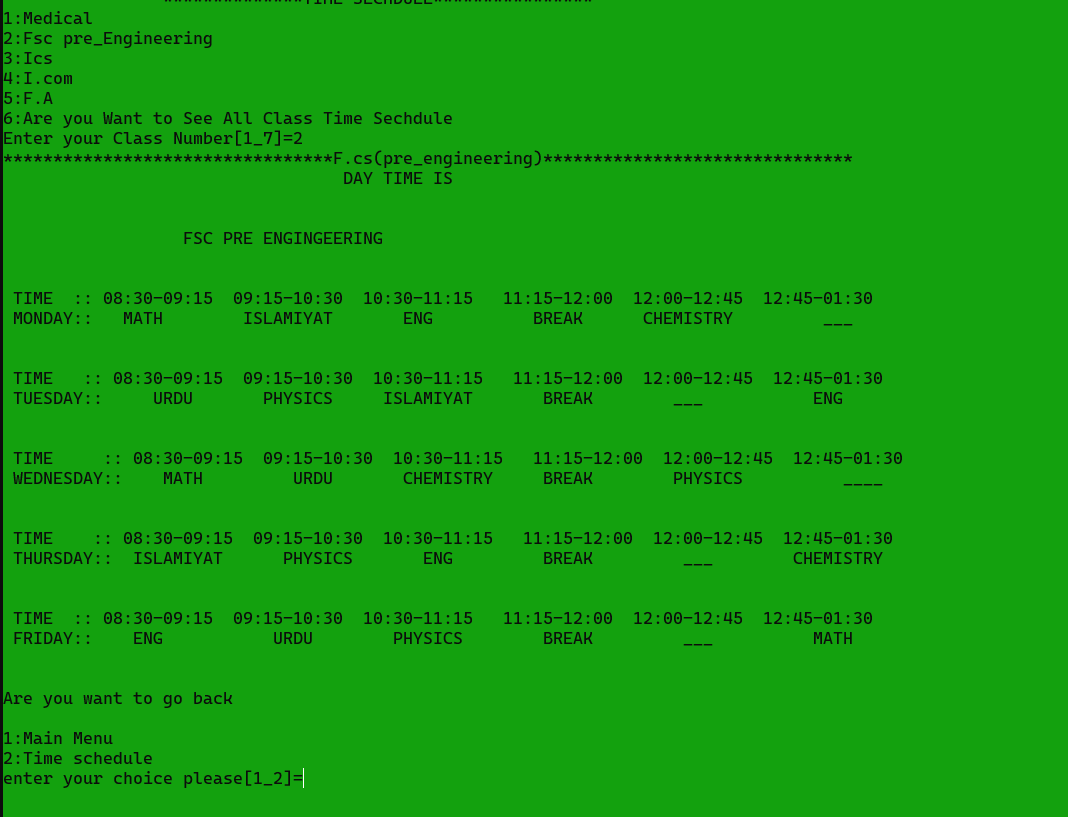 **************TIME SECHDULE****************
1:Medical
2:Fsc pre_Engineering
3:Ics
4:I.com
5:F.A
6:Are you Want to See All Class Time Sechdule
Enter your Class Number[1_7]=2
*********************************F.cs(pre_engineering)*******************************
DAY TIME IS
FSC PRE ENGINGEERING
TIME  :: 08:30-09:15  09:15-10:30  10:30-11:15   11:15-12:00  12:00-12:45  12:45-01:30
MONDAY::   MATH        ISLAMIYAT       ENG          BREAK      CHEMISTRY         ___
TIME   :: 08:30-09:15  09:15-10:30  10:30-11:15   11:15-12:00  12:00-12:45  12:45-01:30
TUESDAY::     URDU       PHYSICS     ISLAMIYAT       BREAK        ___           ENG
TIME     :: 08:30-09:15  09:15-10:30  10:30-11:15   11:15-12:00  12:00-12:45  12:45-01:30
WEDNESDAY::    MATH         URDU       CHEMISTRY     BREAK        PHYSICS          ____
TIME    :: 08:30-09:15  09:15-10:30  10:30-11:15   11:15-12:00  12:00-12:45  12:45-01:30
THURSDAY::  ISLAMIYAT      PHYSICS       ENG         BREAK         ___        CHEMISTRY
TIME  :: 08:30-09:15  09:15-10:30  10:30-11:15   11:15-12:00  12:00-12:45  12:45-01:30
FRIDAY::    ENG           URDU        PHYSICS        BREAK         ___          MATH
Are you want to go back
1:Main Menu
2:Time schedule
enter your choice please[1_2]=